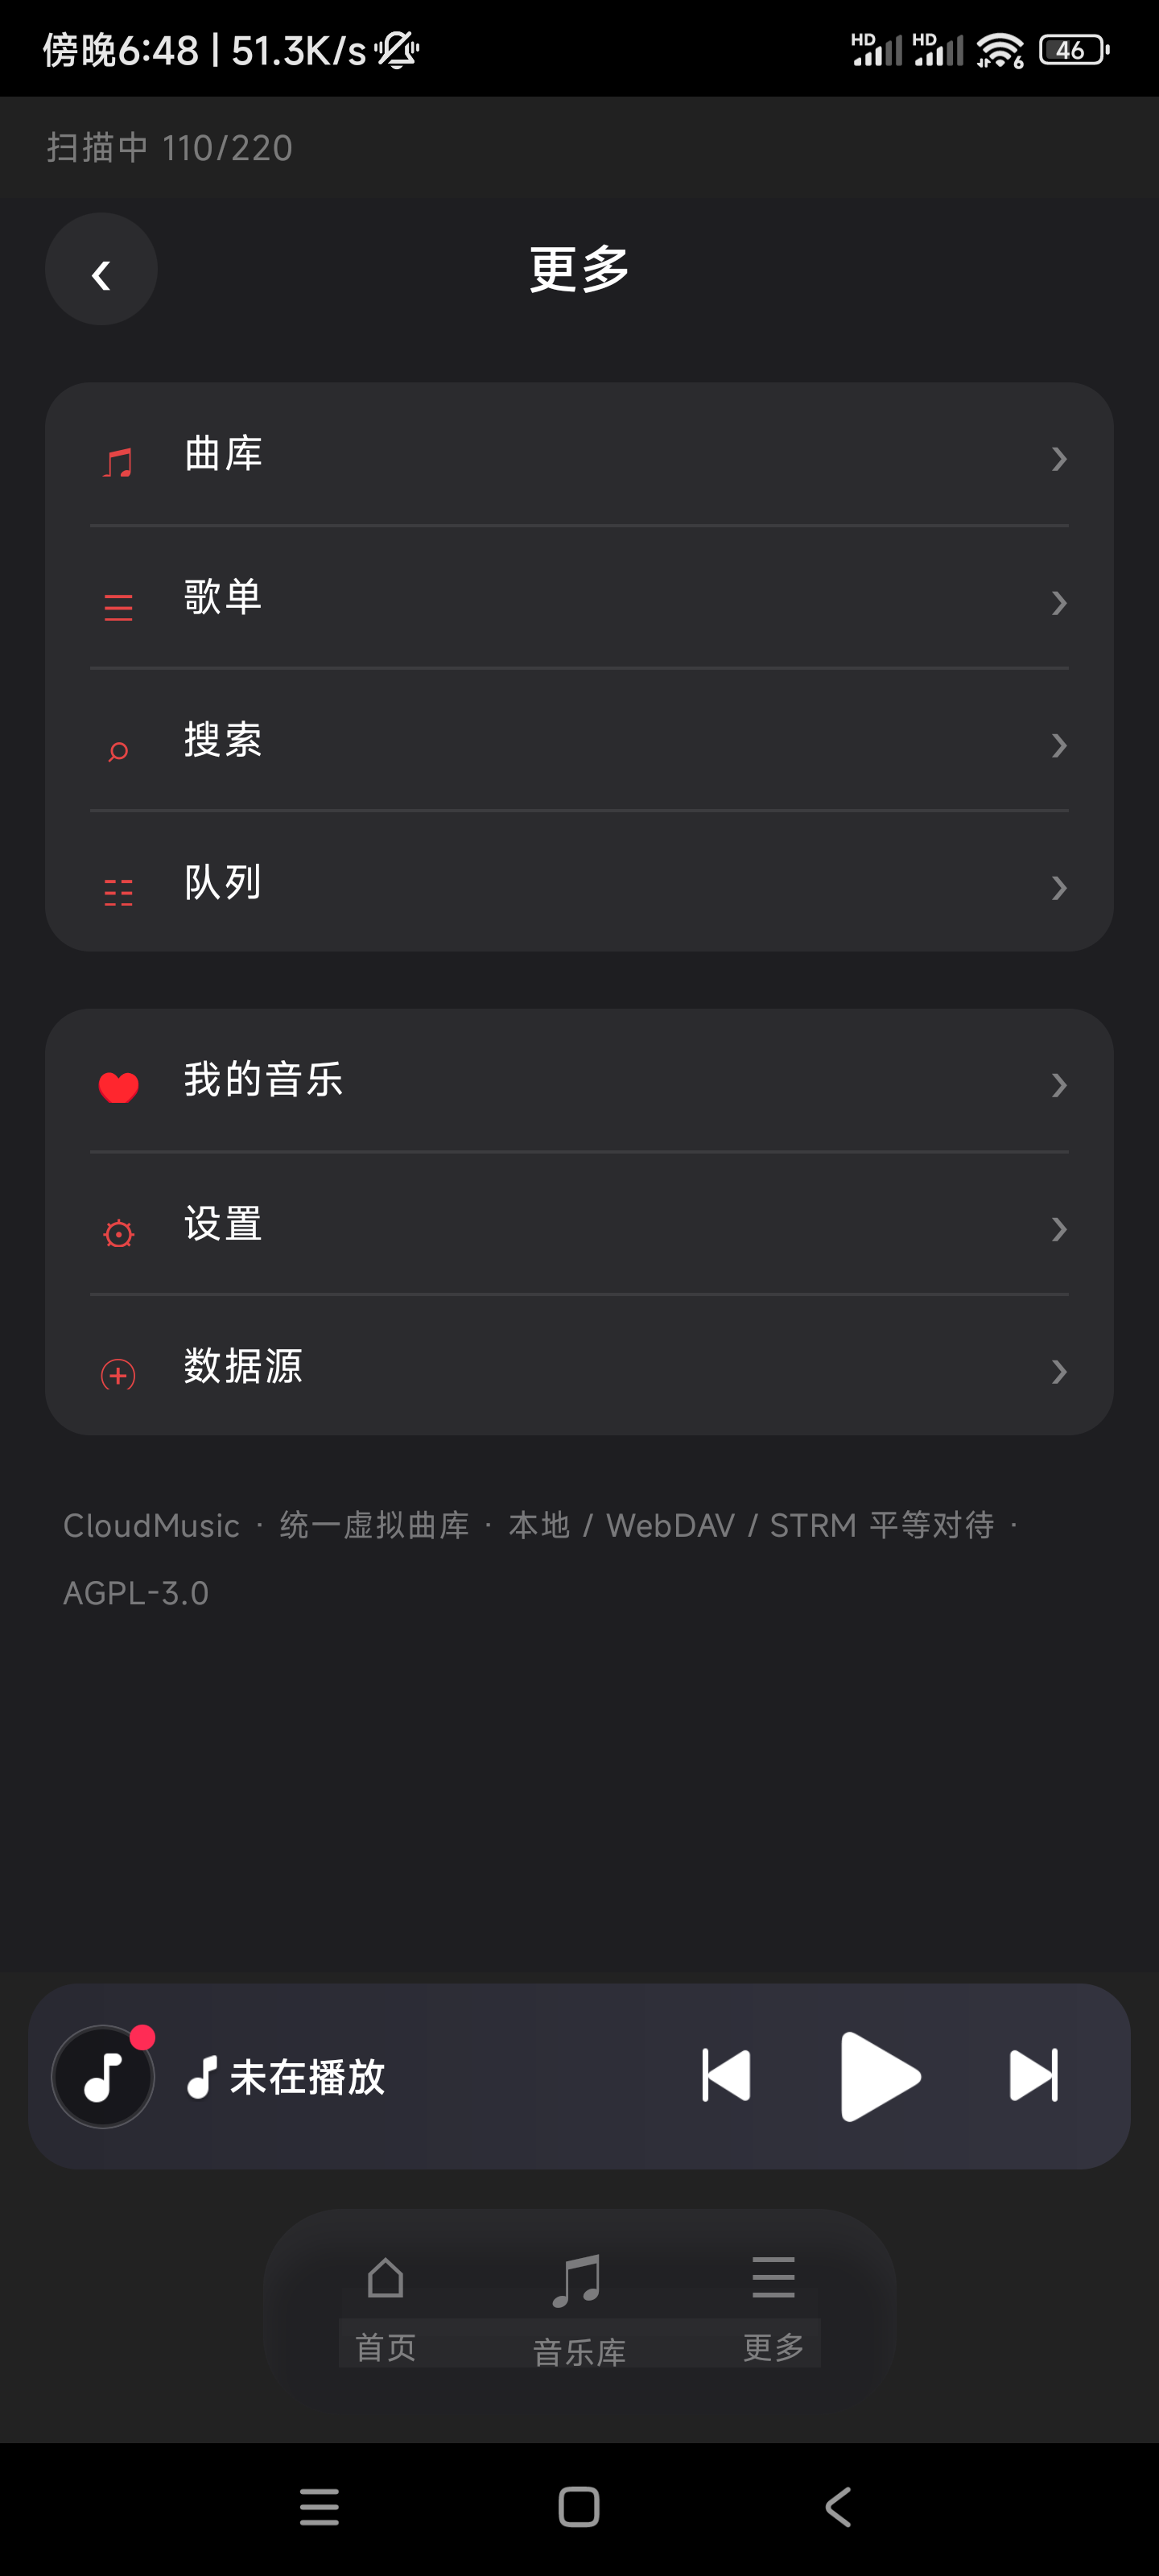 傍晚6:48 | 51.3K/s
HD HD 6 46
扫描中 110/220
更多
曲库
歌单
搜索
队列
我的音乐
设置
数据源
CloudMusic · 统一虚拟曲库 · 本地 / WebDAV / STRM 平等对待 ·
AGPL-3.0
未在播放
首页 音乐库 更多